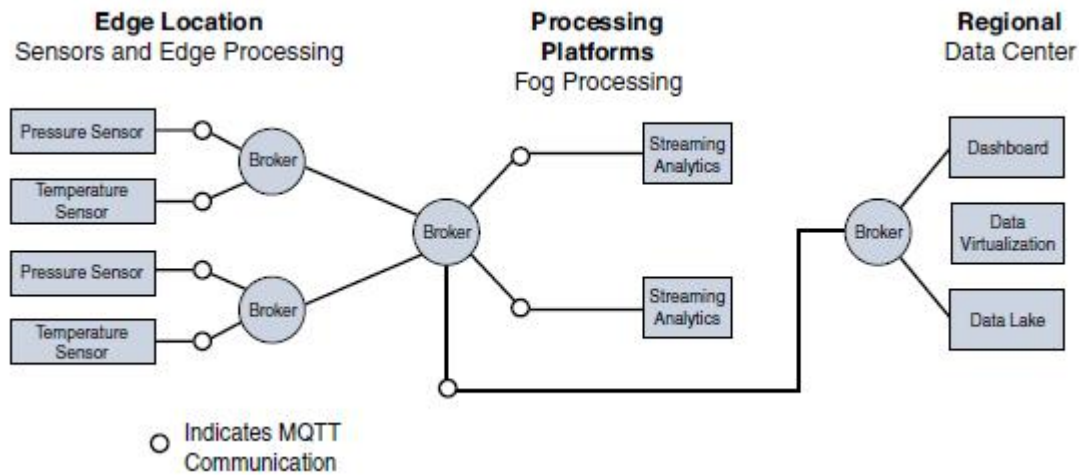 Edge Location
Sensors and Edge Processing
Processing
Platforms
Fog Processing
Regional
Data Center
Pressure Sensor
Temperature
Sensor
Pressure Sensor
Temperature
Sensor
Broker
Broker
Broker
Streaming
Analytics
Streaming
Analytics
Broker
Dashboard
Data
Virtualization
Data Lake
Indicates MQTT
Communication